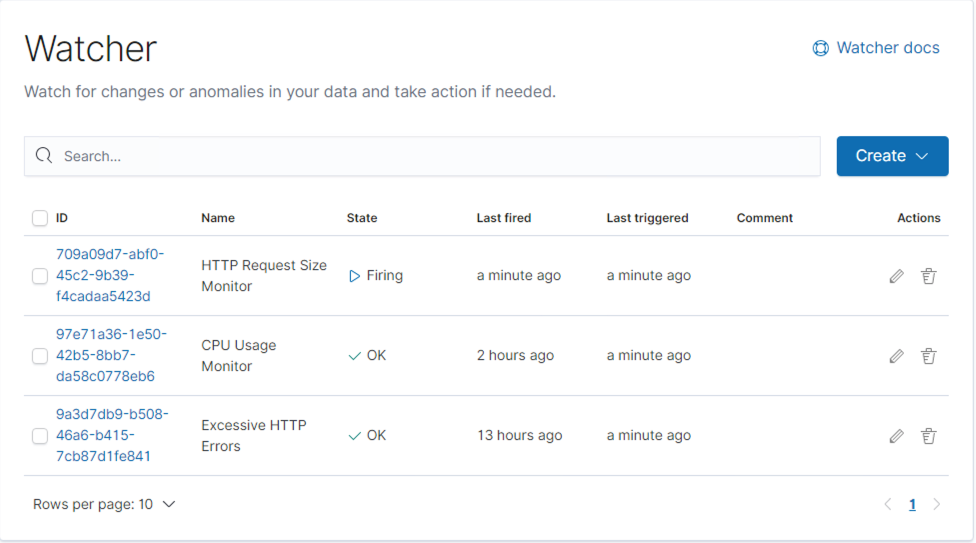 Watcher
Watcher docs
Watch for changes or anomalies in your data and take action if needed.
Search...
Create
ID Name State Last fired Last triggered Comment Actions
709a09d7-abf0-
45c2-9b39-
f4cadaa5423d
HTTP Request Size
Monitor
Firing
a minute ago
a minute ago
97e71a36-1e50-
42b5-8bb7-
da58c0778eb6
CPU Usage
Monitor
OK
2 hours ago
a minute ago
9a3d7db9-b508-
46a6-b415-
7cb87d1fe841
Excessive HTTP
Errors
OK
13 hours ago
a minute ago
Rows per page: 10
1